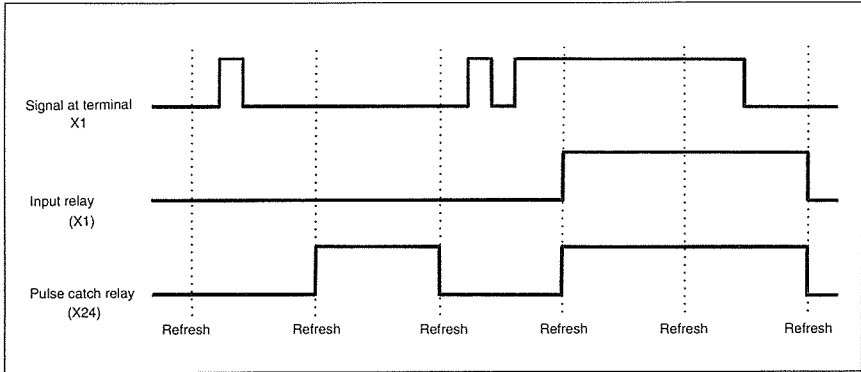 Signal at terminal
X1
Input relay
(X1)
Pulse catch relay
(X24)
Refresh Refresh Refresh Refresh Refresh Refresh